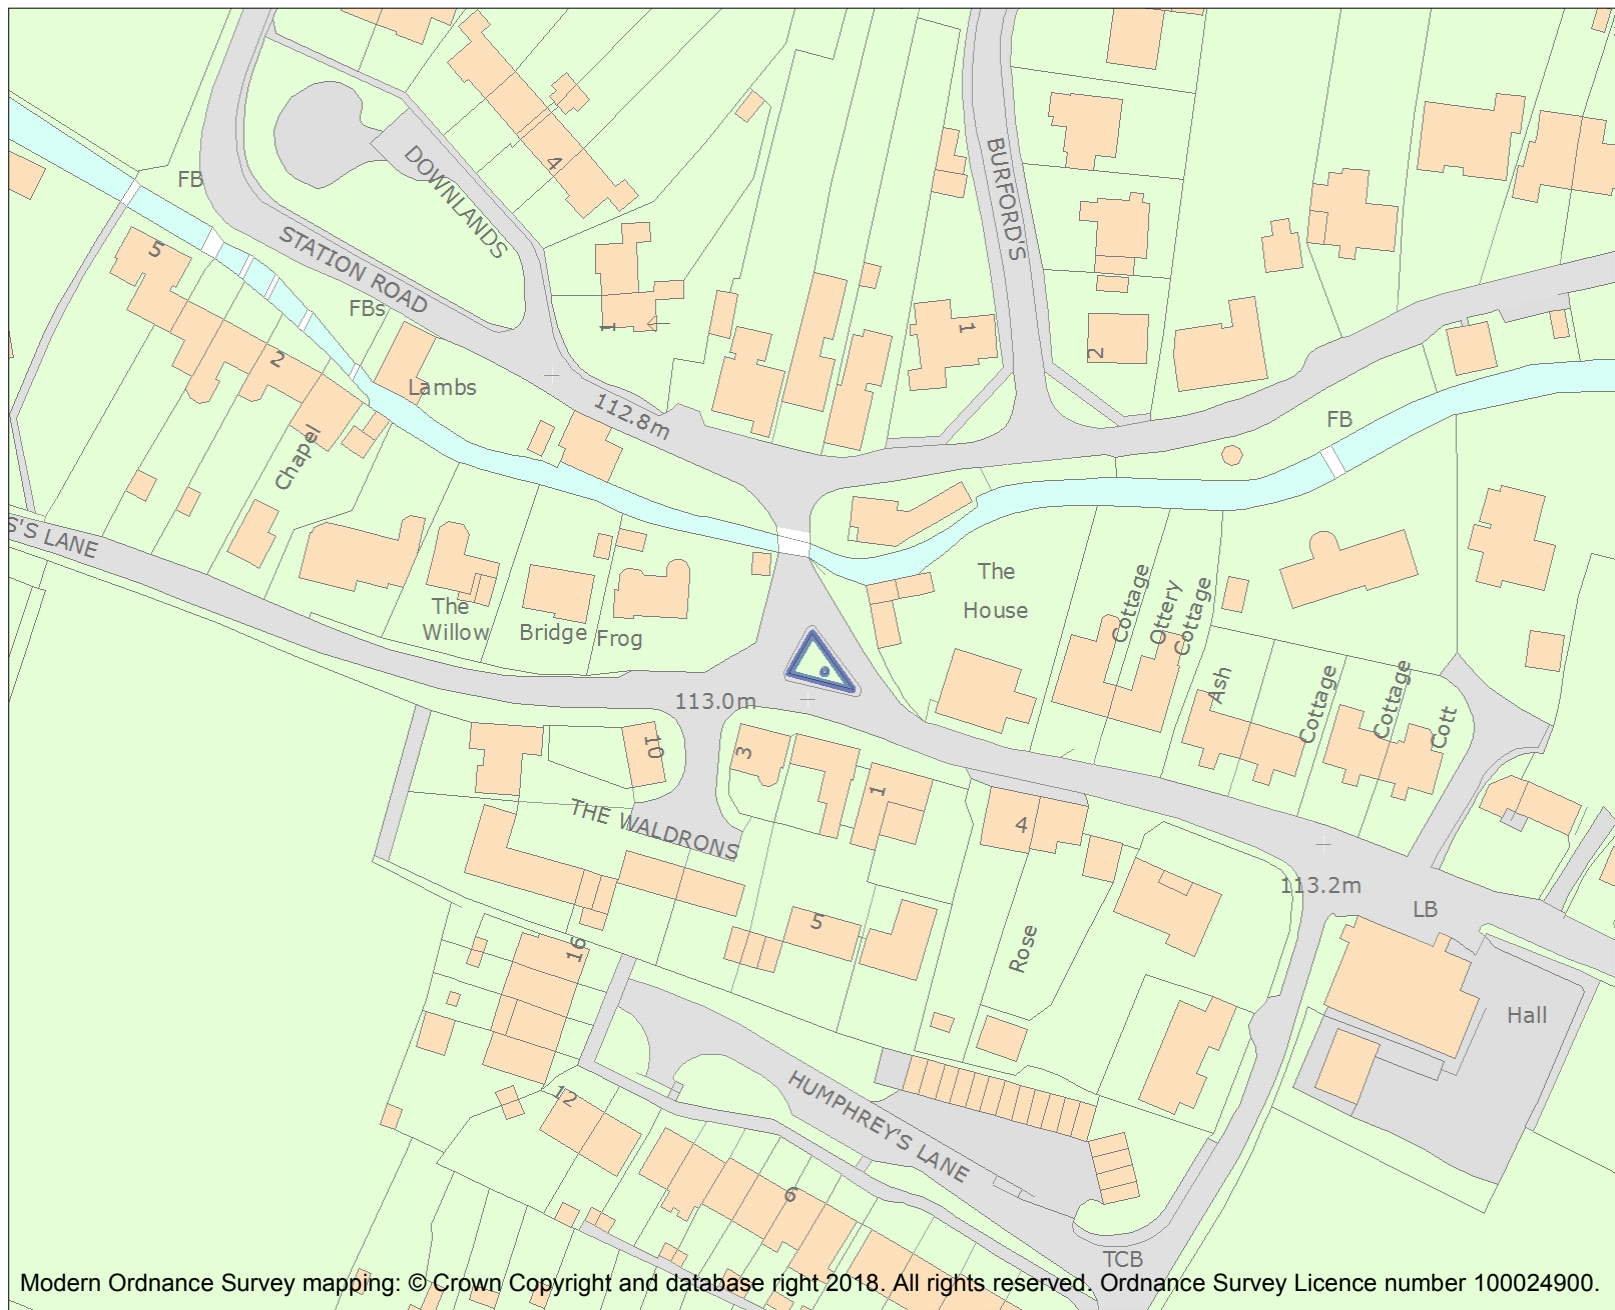 FB
DOWNLANDS
4
BURFORD'S
5
STATION ROAD
FBs
1
1
2
2
Lambs
112.8m
FB
Chapel
S'S LANE
The
Willow
Bridge
Frog
The
House
Cottage
Ottery
Cottage
Ash
Cottage
Cottage
Cott
113.0m
10
3
1
4
THE WALDRONS
113.2m
LB
5
16
Rose
Hall
12
HUMPHREY'S LANE
6
TCB
Modern Ordnance Survey mapping: © Crown Copyright and database right 2018. All rights reserved. Ordnance Survey Licence number 100024900.